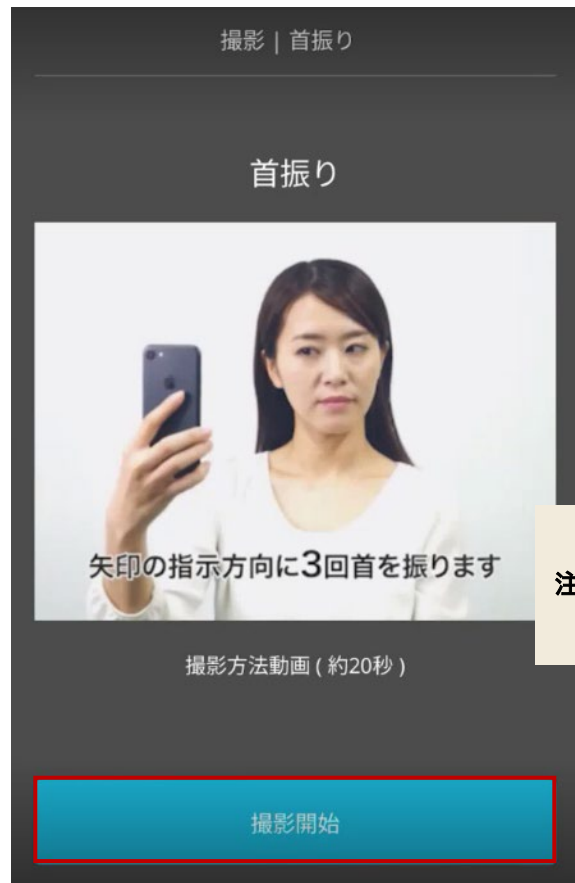 撮影 | 首振り
首振り
矢印の指示方向に3回首を振ります
注
撮影方法動画 ( 約20秒 )
撮影開始